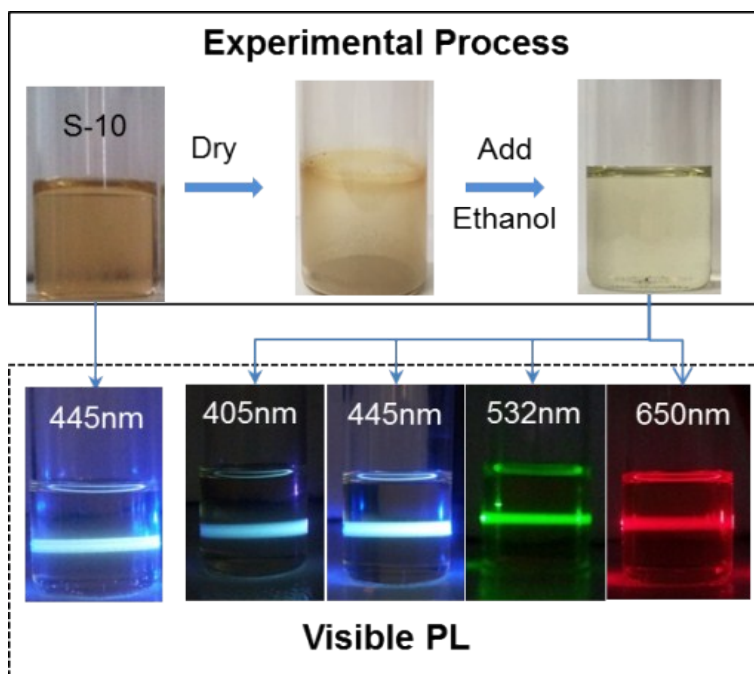 Experimental Process
S-10
Dry
Add
Ethanol
445nm
405nm
445nm
532nm
650nm
Visible PL